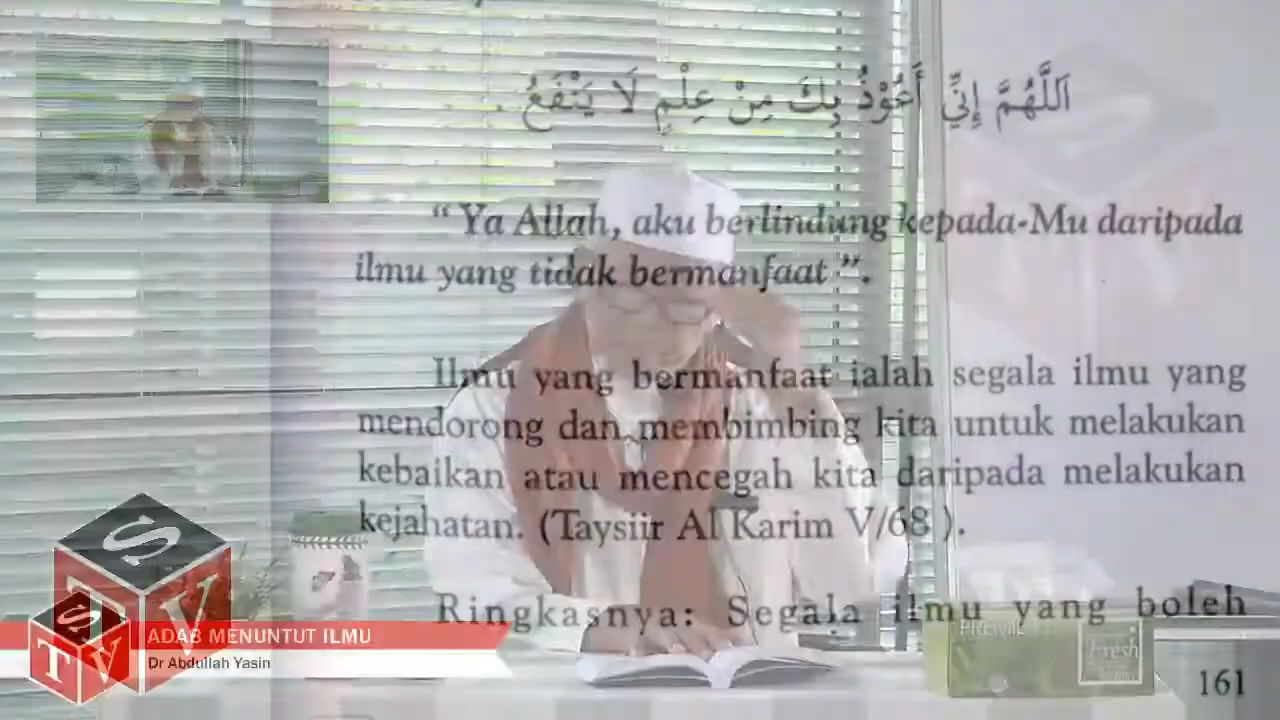 اَللَّهُمَّ إِنِّي أَعُوْذُ بِكَ مِنْ عِلْمٍ لَا يَنْفَعُ .
“Ya Allah, aku berlindung kepada-Mu daripada
ilmu yang tidak bermanfaat”.
Ilmu yang bermanfaat ialah segala ilmu yang
mendorong dan membimbing kita untuk melakukan
kebaikan atau mencegah kita daripada melakukan
kejahatan. (Taysiir Al Karim V/68 ).
Ringkasnya: Segala ilmu yang boleh
161
S
T V
S
V
ADAB MENUNTUT ILMU
Dr Abdullah Yasin
PREMIER
Fresh